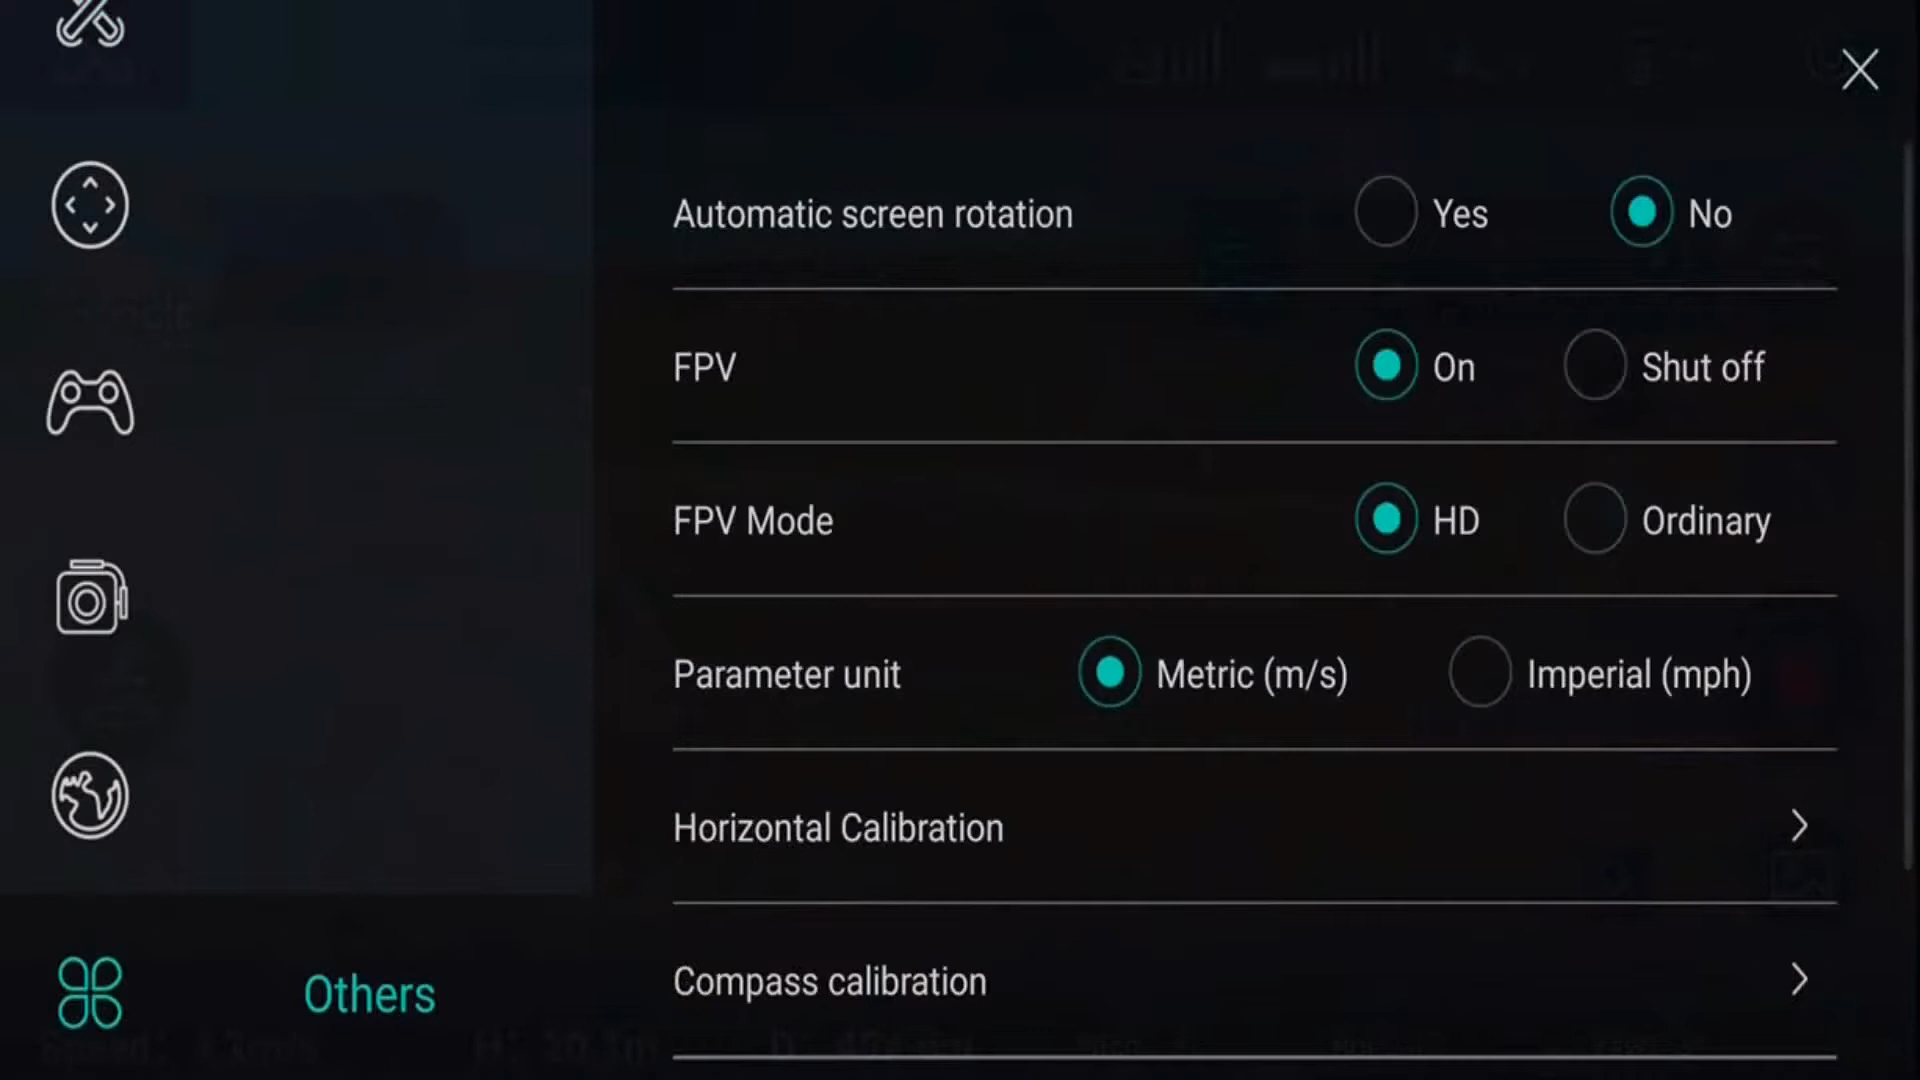 Automatic screen rotation Yes No
FPV On Shut off
FPV Mode HD Ordinary
Parameter unit Metric (m/s) Imperial (mph)
Horizontal Calibration
Compass calibration
Others